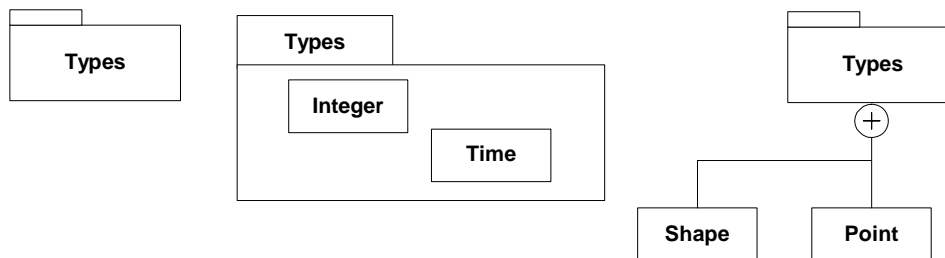 Types
Types
Integer
Time
Types
Shape
Point